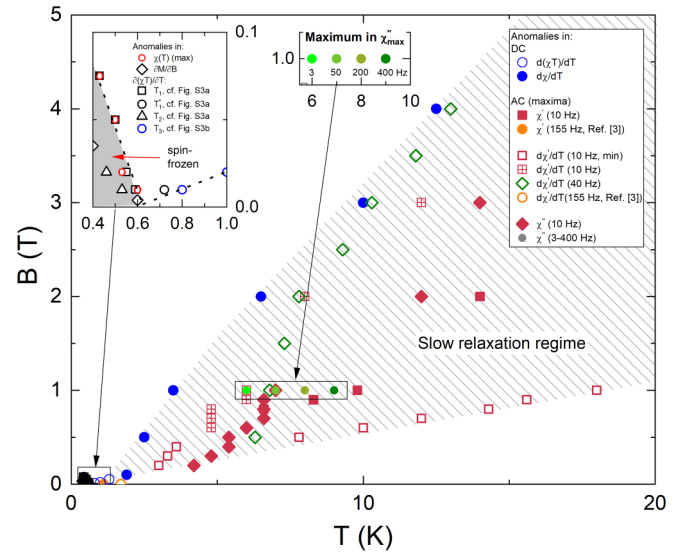 5
4
3
2
1
0
B (T)
0
5
10
15
20
T (K)
0.1
0.0
0.4
0.6
0.8
1.0
Anomalies in:
χ(T) (max)
∂M/∂B
∂(χT)/∂T:
T₁, cf. Fig. S3a
T₁*, cf. Fig. S3a
T₂, cf. Fig. S3a
T₃, cf. Fig. S3b
spin-
frozen
Maximum in χ''max
1.0
3 50 200 400 Hz
6 8 10
Anomalies in:
DC
d(χT)/dT
dχ/dT
AC (maxima)
χ' (10 Hz)
χ' (155 Hz, Ref. [3])
dχ'/dT (10 Hz, min)
dχ'/dT (10 Hz)
dχ'/dT (40 Hz)
dχ'/dT(155 Hz, Ref. [3])
χ'' (10 Hz)
χ'' (3-400 Hz)
Slow relaxation regime